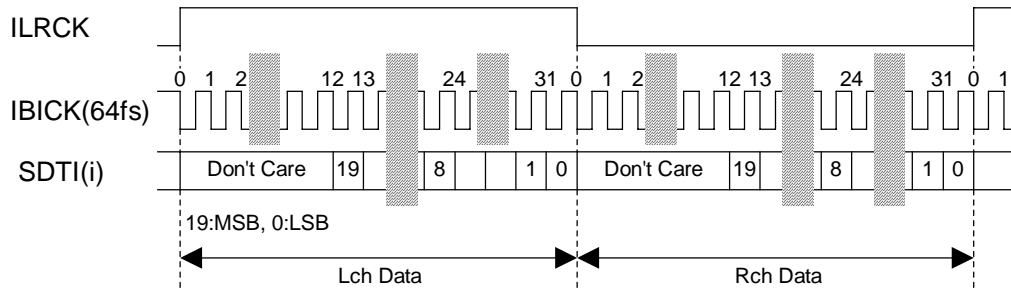 ILRCK
0 1 2 12 13 24 31 0 1 2 12 13 24 31 0 1
IBICK(64fs)
SDTI(i) Don't Care 19 8 1 0 Don't Care 19 8 1 0
19:MSB, 0:LSB
Lch Data Rch Data